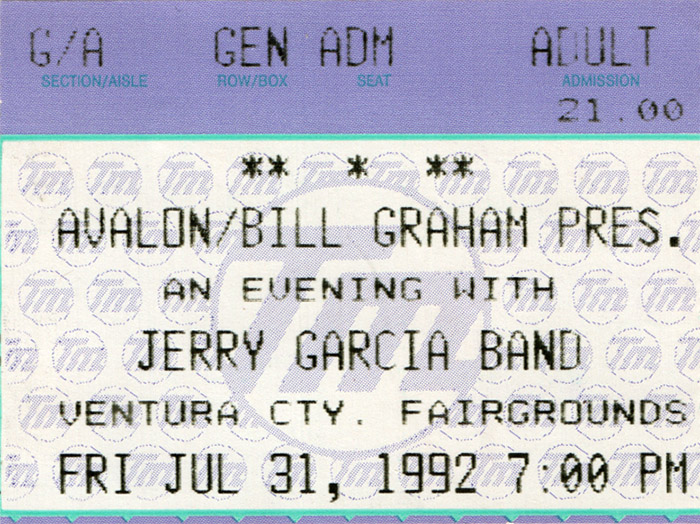 G/A GEN ADM ADULT
SECTION/AISLE ROW/BOX SEAT ADMISSION
21.00
** * **
AVALON/BILL GRAHAM PRES.
AN EVENING WITH
JERRY GARCIA BAND
VENTURA CTY. FAIRGROUNDS
FRI JUL 31, 1992 7:00 PM